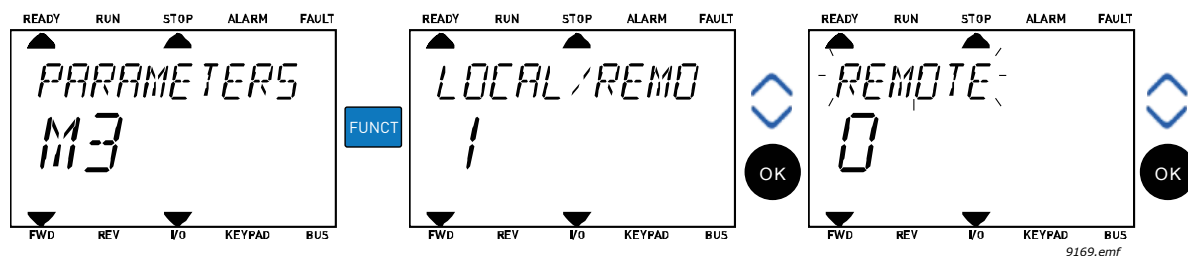 READY RUN STOP ALARM FAULT
PARAMETERS
M3
FWD REV I/O KEYPAD BUS
FUNCT
READY RUN STOP ALARM FAULT
LOCAL/REMO
1
FWD REV I/O KEYPAD BUS
OK
READY RUN STOP ALARM FAULT
REMOTE
0
FWD REV I/O KEYPAD BUS
OK
9169.emf